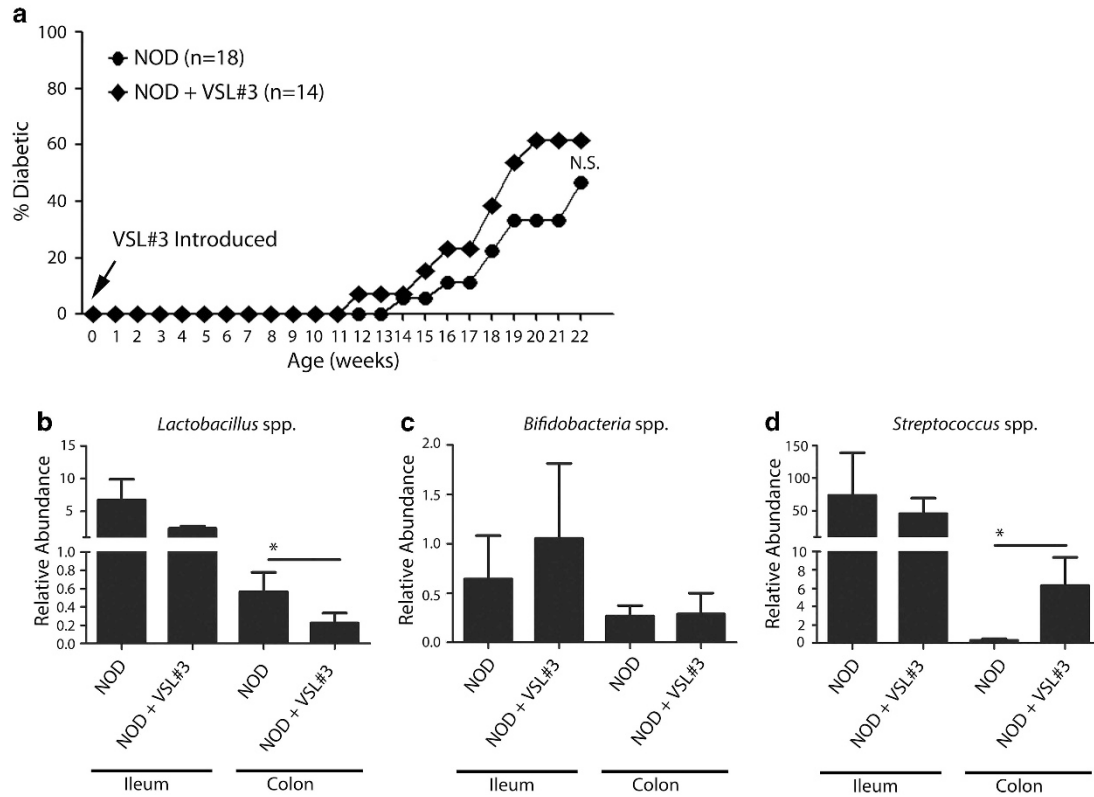 a
100
80
60
40
20
0
% Diabetic
NOD (n=18)
NOD + VSL#3 (n=14)
VSL#3 Introduced
N.S.
0 1 2 3 4 5 6 7 8 9 10 11 12 13 14 15 16 17 18 19 20 21 22
Age (weeks)
b
Lactobacillus spp.
Relative Abundance
15
10
5
1.0
0.8
0.6
0.4
0.2
0.0
*
NOD
NOD + VSL#3
NOD
NOD + VSL#3
Ileum
Colon
c
Bifidobacteria spp.
Relative Abundance
2.0
1.5
1.0
0.5
0.0
NOD
NOD + VSL#3
NOD
NOD + VSL#3
Ileum
Colon
d
Streptococcus spp.
Relative Abundance
150
100
50
10
8
6
4
2
0
*
NOD
NOD + VSL#3
NOD
NOD + VSL#3
Ileum
Colon